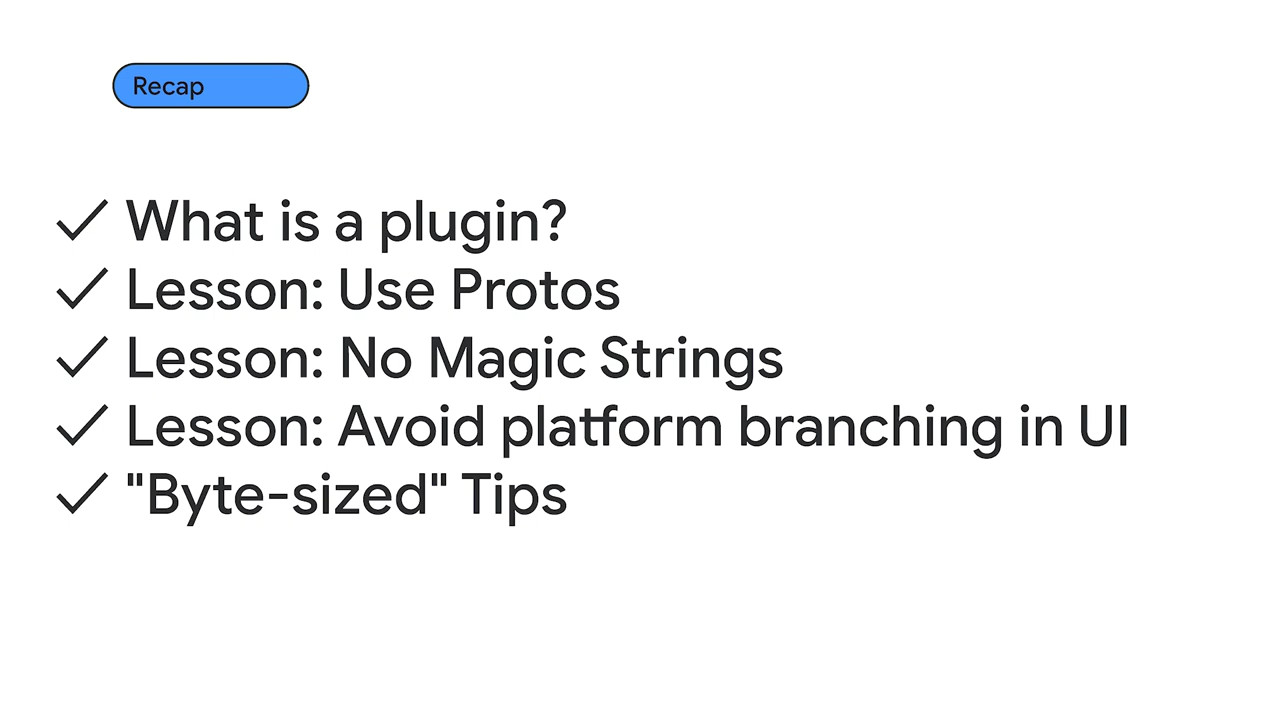 Recap
✓ What is a plugin?
✓ Lesson: Use Protos
✓ Lesson: No Magic Strings
✓ Lesson: Avoid platform branching in UI
✓ "Byte-sized" Tips